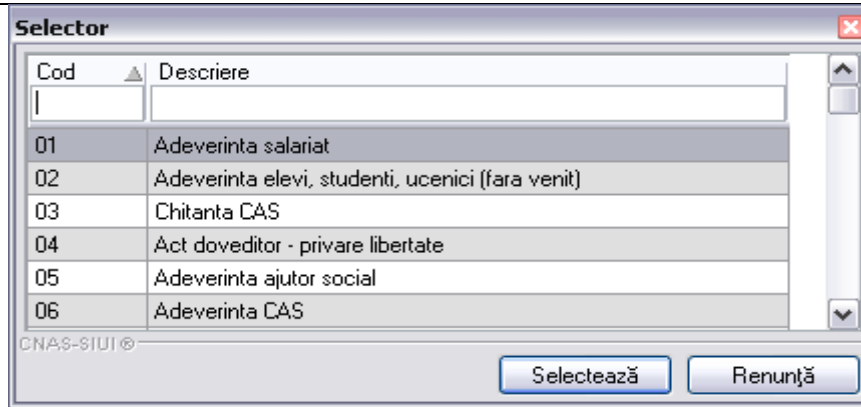 Selector
Cod Descriere
01 Adeverinta salariat
02 Adeverinta elevi, studenti, ucenici (fara venit)
03 Chitanta CAS
04 Act doveditor - privare libertate
05 Adeverinta ajutor social
06 Adeverinta CAS
CNAS-SIUI ®
Selectează Renunţă